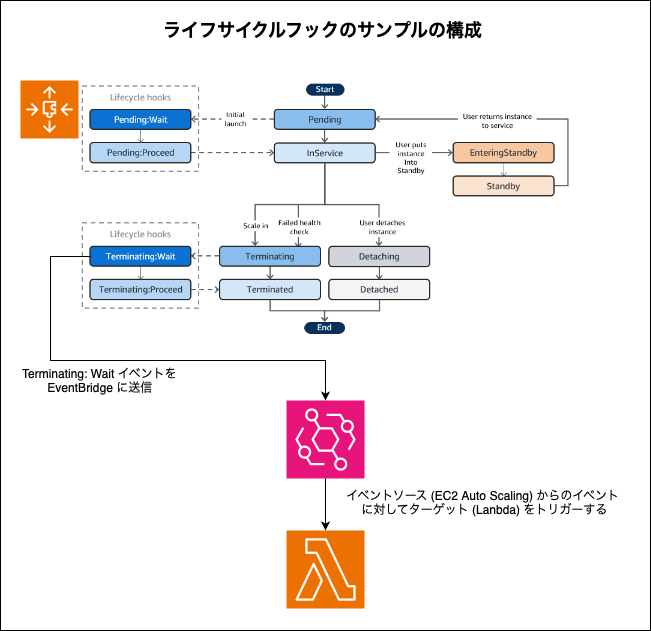 ライフサイクルフックのサンプルの構成
Start
Lifecycle hooks
Pending:Wait
Initial
launch
Pending
User returns instance
to service
Pending:Proceed
InService
User puts
instance
Into
Standby
EnteringStandby
Standby
Scale in
Failed health
check
User detaches
instance
Lifecycle hooks
Terminating:Wait
Terminating
Detaching
Terminating:Proceed
Terminated
Detached
End
Terminating: Wait イベントを
EventBridge に送信
イベントソース (EC2 Auto Scaling) からのイベント
に対してターゲット (Lanbda) をトリガーする